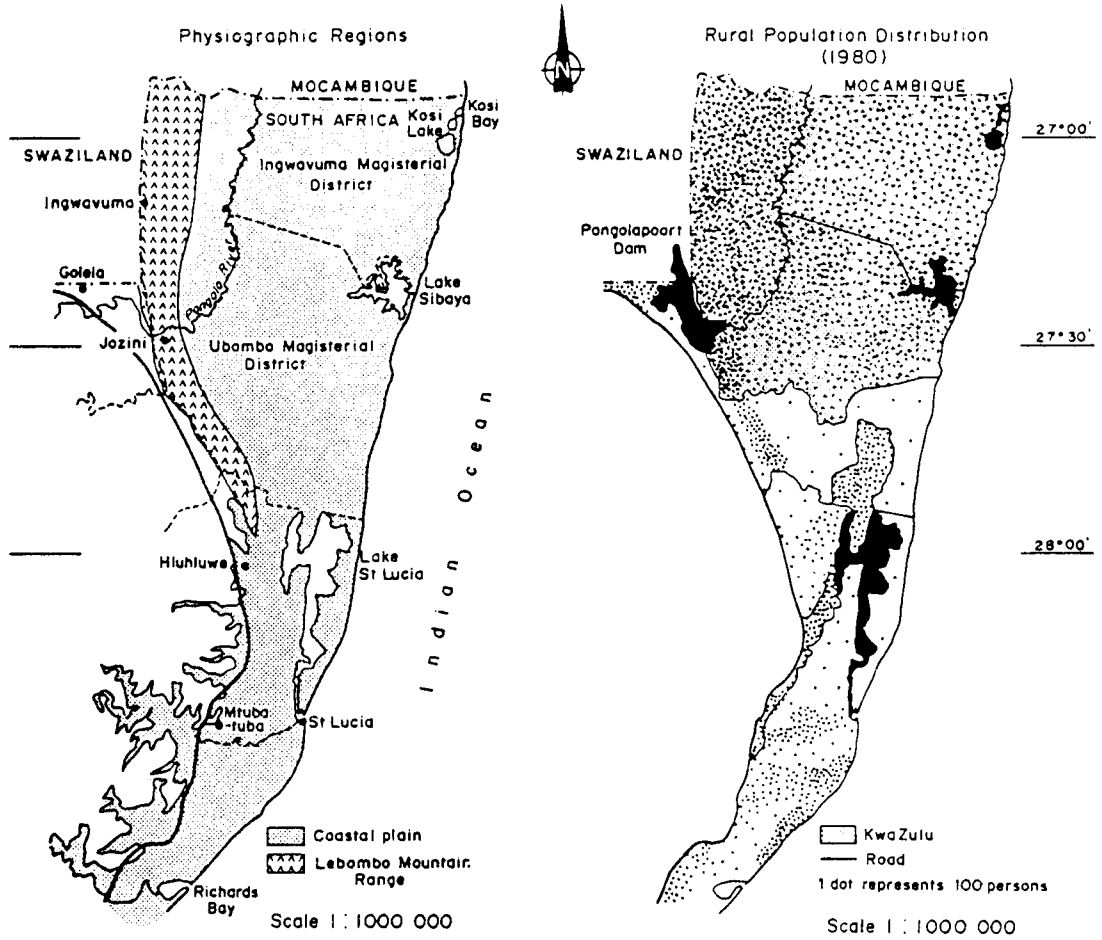 Physiographic Regions
N
Rural Population Distribution
(1980)
MOCAMBIQUE
SOUTH AFRICA
Kosi
Lake
Kosi
Bay
SWAZILAND
Ingwavuma Magisterial
District
Ingwavuma
Golela
Pongola River
Lake
Sibaya
Jozini
Ubombo Magisterial
District
Indian Ocean
Hluhluwe
Lake
St Lucia
Mtuba
-tuba
St Lucia
Coastal plain
Lebombo Mountain
Range
Richards
Bay
Scale 1:1000 000
MOCAMBIQUE
27°00'
SWAZILAND
Pongolapoort
Dam
27°30'
28°00'
KwaZulu
Road
1 dot represents 100 persons
Scale 1:1000 000